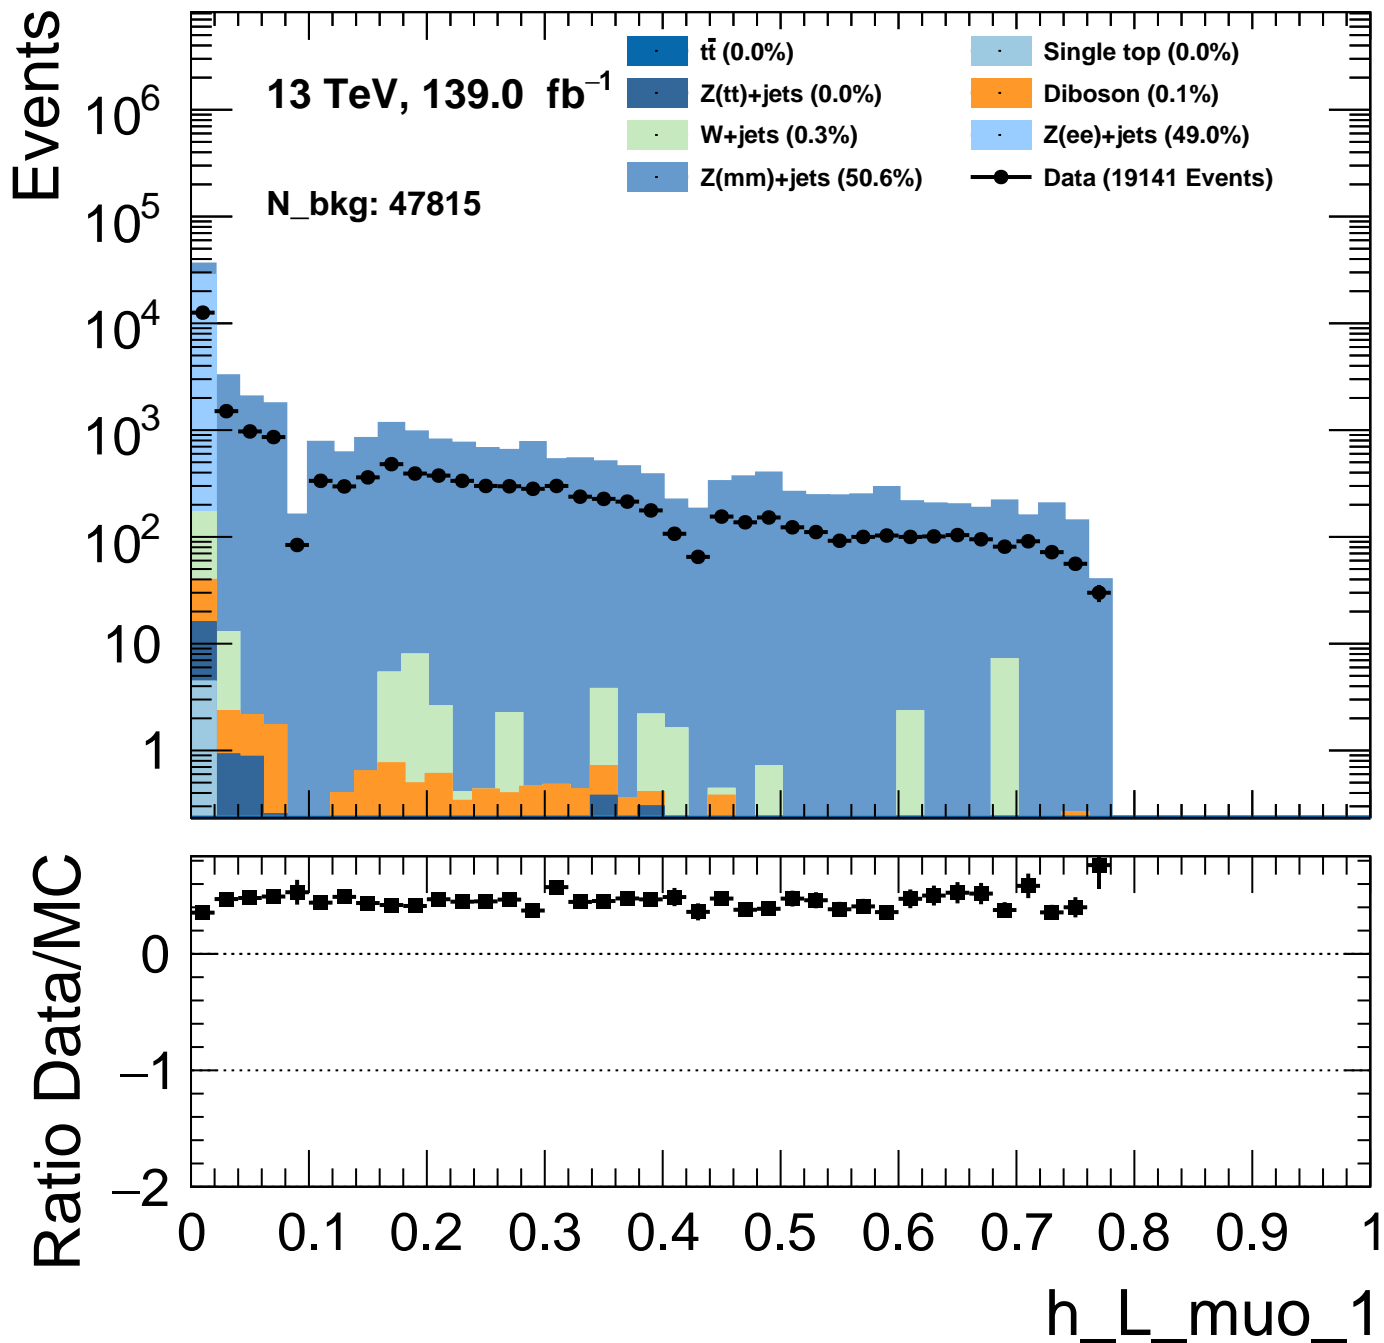 Events
10⁶
10⁵
10⁴
10³
10²
10
1
13 TeV, 139.0 fb⁻¹
N_bkg: 47815
tt̄ (0.0%)
Single top (0.0%)
Z(tt)+jets (0.0%)
Diboson (0.1%)
W+jets (0.3%)
Z(ee)+jets (49.0%)
Z(mm)+jets (50.6%)
Data (19141 Events)
Ratio Data/MC
0
−1
−2
0 0.1 0.2 0.3 0.4 0.5 0.6 0.7 0.8 0.9 1
h_L_muo_1